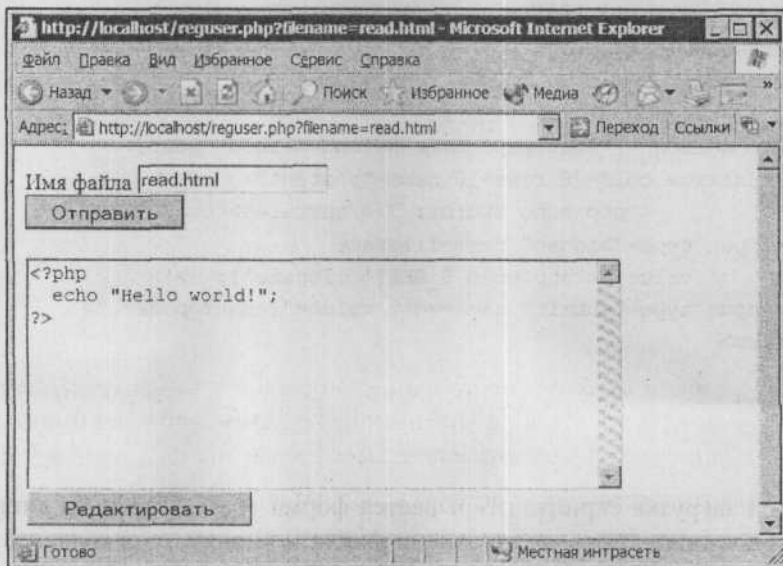 http://localhost/reguser.php?filename=read.html - Microsoft Internet Explorer
Файл Правка Вид Избранное Сервис Справка
Назад Поиск Избранное Медиа »
Адрес: http://localhost/reguser.php?filename=read.html Переход Ссылки »
Имя файла read.html
Отправить
<?php
echo "Hello world!";
?>
Редактировать
Готово Местная интрасеть